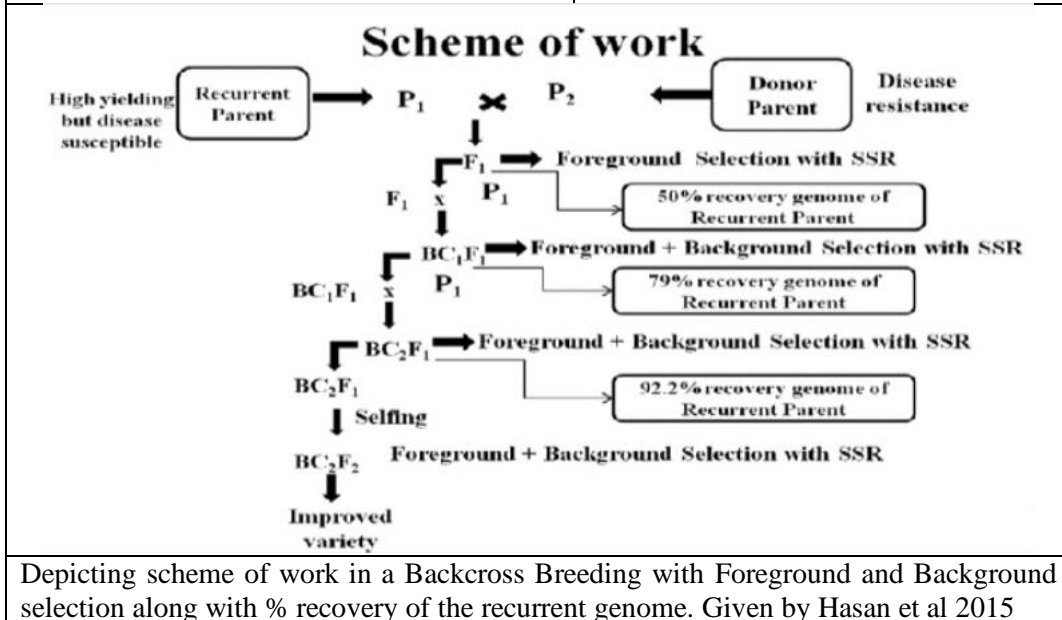 Scheme of work
High yielding
but disease
susceptible
Recurrent
Parent
P₁
×
P₂
Donor
Parent
Disease
resistance
F₁
Foreground Selection with SSR
F₁ x P₁
50% recovery genome of
Recurrent Parent
BC₁F₁
Foreground + Background Selection with SSR
BC₁F₁ x P₁
79% recovery genome of
Recurrent Parent
BC₂F₁
Foreground + Background Selection with SSR
BC₂F₁
92.2% recovery genome of
Recurrent Parent
Selfing
BC₂F₂
Foreground + Background Selection with SSR
Improved
variety
Depicting scheme of work in a Backcross Breeding with Foreground and Background
selection along with % recovery of the recurrent genome. Given by Hasan et al 2015